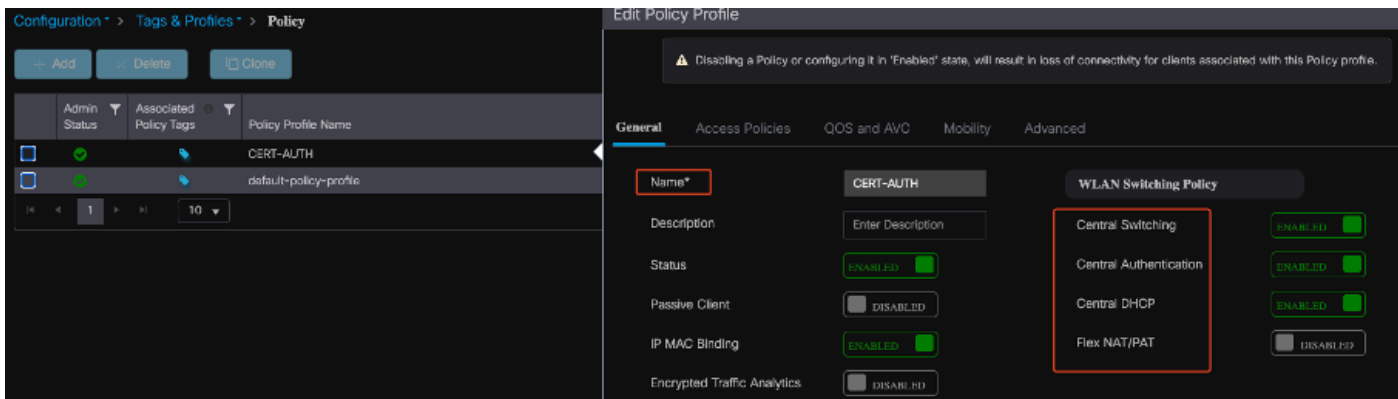 Configuration > Tags & Profiles > Policy
+ Add
× Delete
Clone
Admin Status
Associated Policy Tags
Policy Profile Name
CERT-AUTH
default-policy-profile
1
10
Edit Policy Profile
Disabling a Policy or configuring it in 'Enabled' state, will result in loss of connectivity for clients associated with this Policy profile.
General Access Policies QOS and AVC Mobility Advanced
Name* CERT-AUTH
Description Enter Description
Status ENABLED
Passive Client DISABLED
IP MAC Binding ENABLED
Encrypted Traffic Analytics DISABLED
WLAN Switching Policy
Central Switching ENABLED
Central Authentication ENABLED
Central DHCP ENABLED
Flex NAT/PAT DISABLED